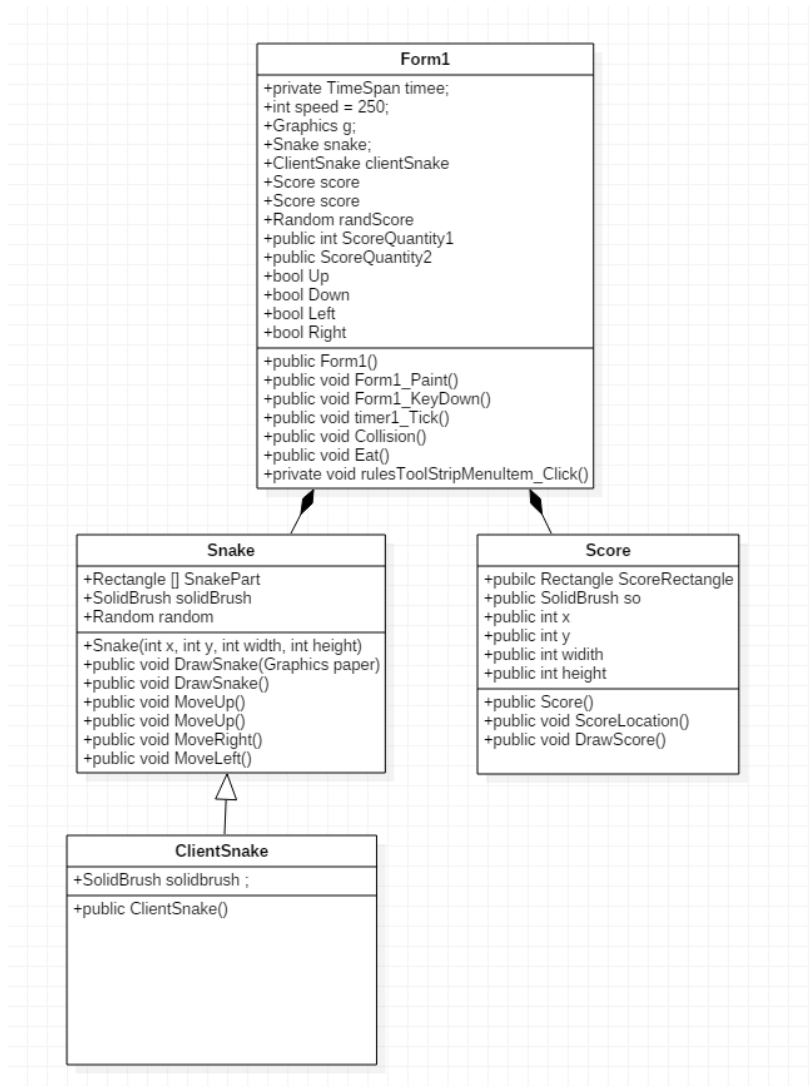 Form1
+private TimeSpan timee;
+int speed = 250;
+Graphics g;
+Snake snake;
+ClientSnake clientSnake
+Score score
+Score score
+Random randScore
+public int ScoreQuantity1
+public ScoreQuantity2
+bool Up
+bool Down
+bool Left
+bool Right
+public Form1()
+public void Form1_Paint()
+public void Form1_KeyDown()
+public void timer1_Tick()
+public void Collision()
+public void Eat()
+private void rulesToolStripMenuItem_Click()
Snake
+Rectangle [] SnakePart
+SolidBrush solidBrush
+Random random
+Snake(int x, int y, int width, int height)
+public void DrawSnake(Graphics paper)
+public void DrawSnake()
+public void MoveUp()
+public void MoveUp()
+public void MoveRight()
+public void MoveLeft()
Score
+pubilc Rectangle ScoreRectangle
+public SolidBrush so
+public int x
+public int y
+public int widith
+public int height
+public Score()
+public void ScoreLocation()
+public void DrawScore()
ClientSnake
+SolidBrush solidbrush ;
+public ClientSnake()